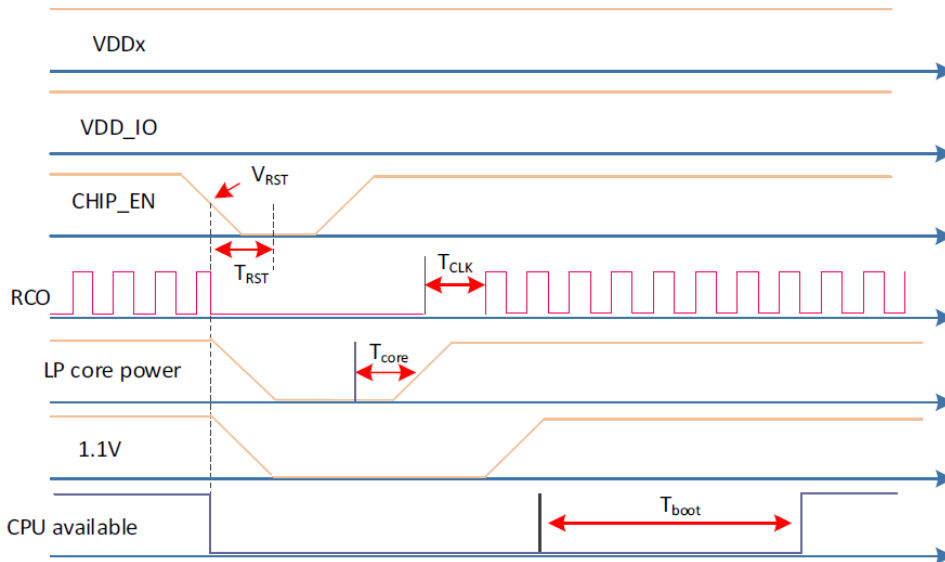 VDDx
VDD_IO
CHIP_EN
VRST
TRST
RCO
TCLK
LP core power
Tcore
1.1V
CPU available
Tboot